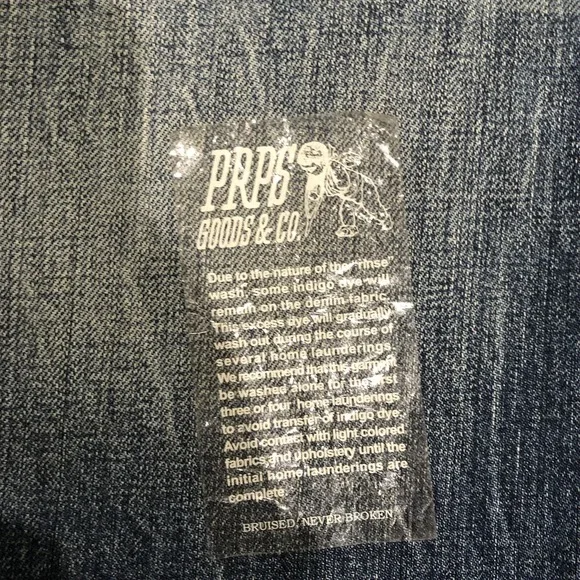 PRPS
GOODS & CO.
Due to the nature of the "rinse"
wash, some indigo dye will
remain on the denim fabric.
This excess dye will gradually
wash out during the course of
several home launderings
We recommend that this garment
be washed alone for the first
three or four home launderings
to avoid transfer of indigo dye.
Avoid contact with light colored
fabrics and upholstery until the
initial home launderings are
complete.
BRUISED, NEVER BROKEN